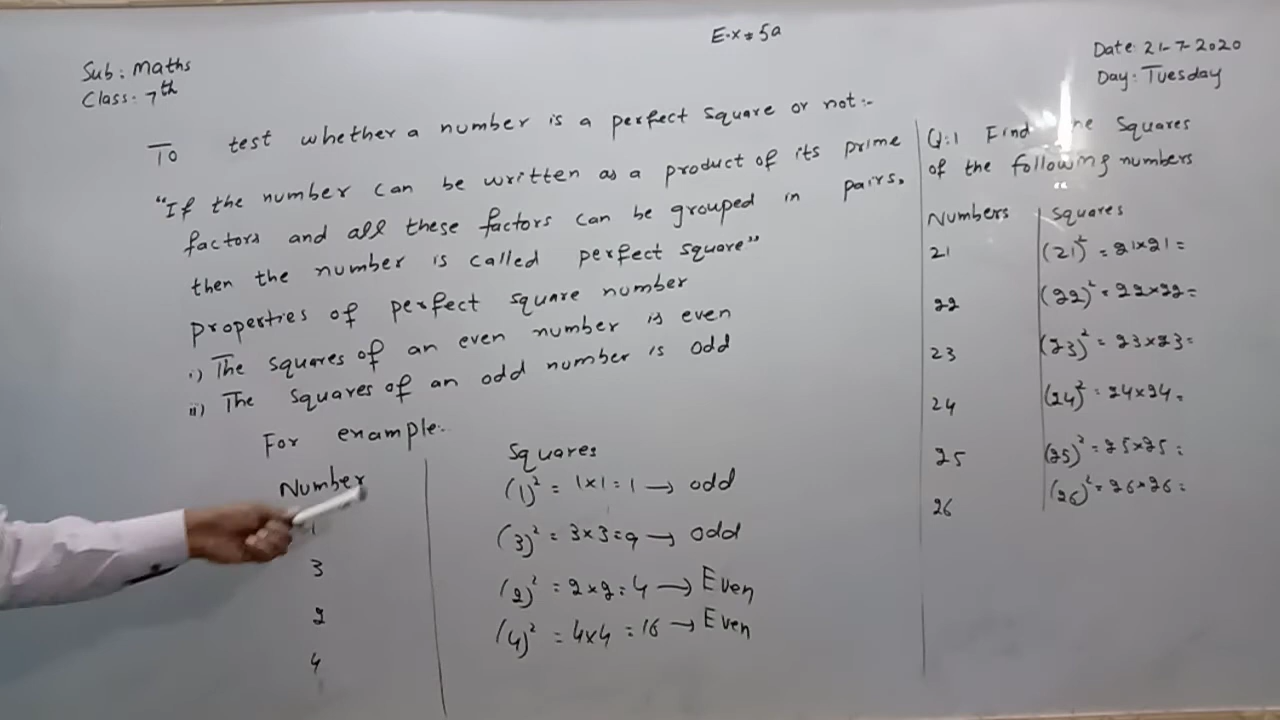 E.x = 5a
Sub: Maths
Class: 7th
Date: 21-7-2020
Day: Tuesday
To test whether a number is a perfect square or not:-
"If the number can be written as a product of its prime
factors and all these factors can be grouped in pairs,
then the number is called perfect square"
properties of perfect square number
i) The squares of an even number is even
ii) The squares of an odd number is odd
For example:-
Number Squares
1 (1)² = 1×1 = 1 → odd
3 (3)² = 3×3 = 9 → odd
2 (2)² = 2×2 = 4 → Even
4 (4)² = 4×4 = 16 → Even
Q:1 Find the Squares
of the following numbers
Numbers Squares
21 (21)² = 21×21 =
22 (22)² = 22×22 =
23 (23)² = 23×23 =
24 (24)² = 24×24 =
25 (25)² = 25×25 =
26 (26)² = 26×26 =